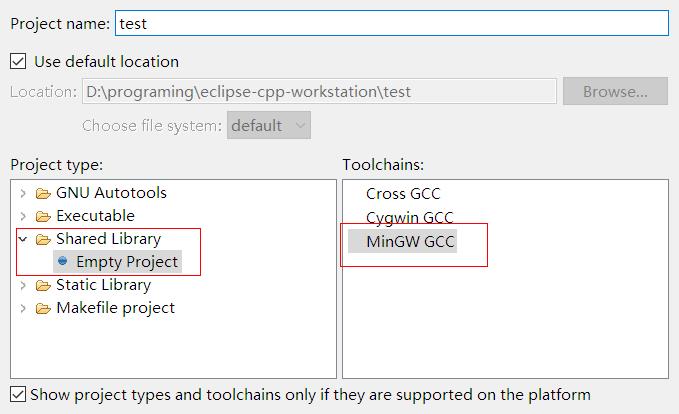 Project name: test
Use default location
Location: D:\programing\eclipse-cpp-workstation\test Browse...
Choose file system: default
Project type: Toolchains:
GNU Autotools Cross GCC
Executable Cygwin GCC
Shared Library MinGW GCC
Empty Project
Static Library
Makefile project
Show project types and toolchains only if they are supported on the platform